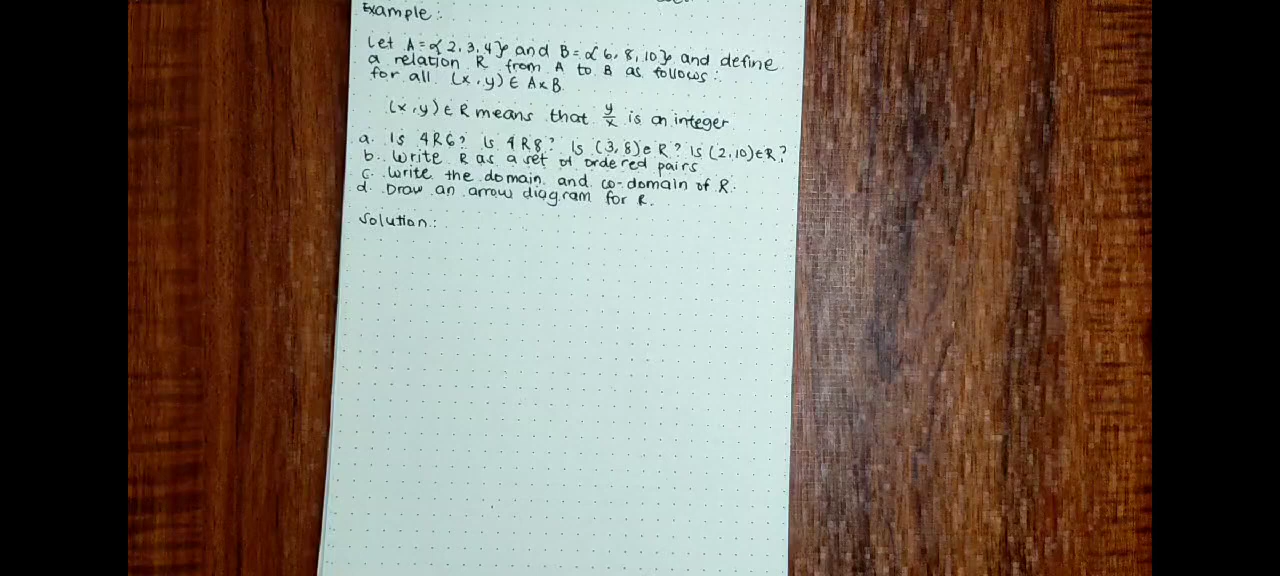 Example:
Let A = {2, 3, 4} and B = {6, 8, 10} and define
a relation R from A to B as follows:
for all (x, y) ∈ A x B.
(x, y) ∈ R means that y/x is an integer
a. Is 4R6? Is 4R8? Is (3, 8) ∈ R? Is (2, 10) ∈ R?
b. Write R as a set of ordered pairs
c. Write the domain and co-domain of R.
d. Draw an arrow diagram for R.
Solution: